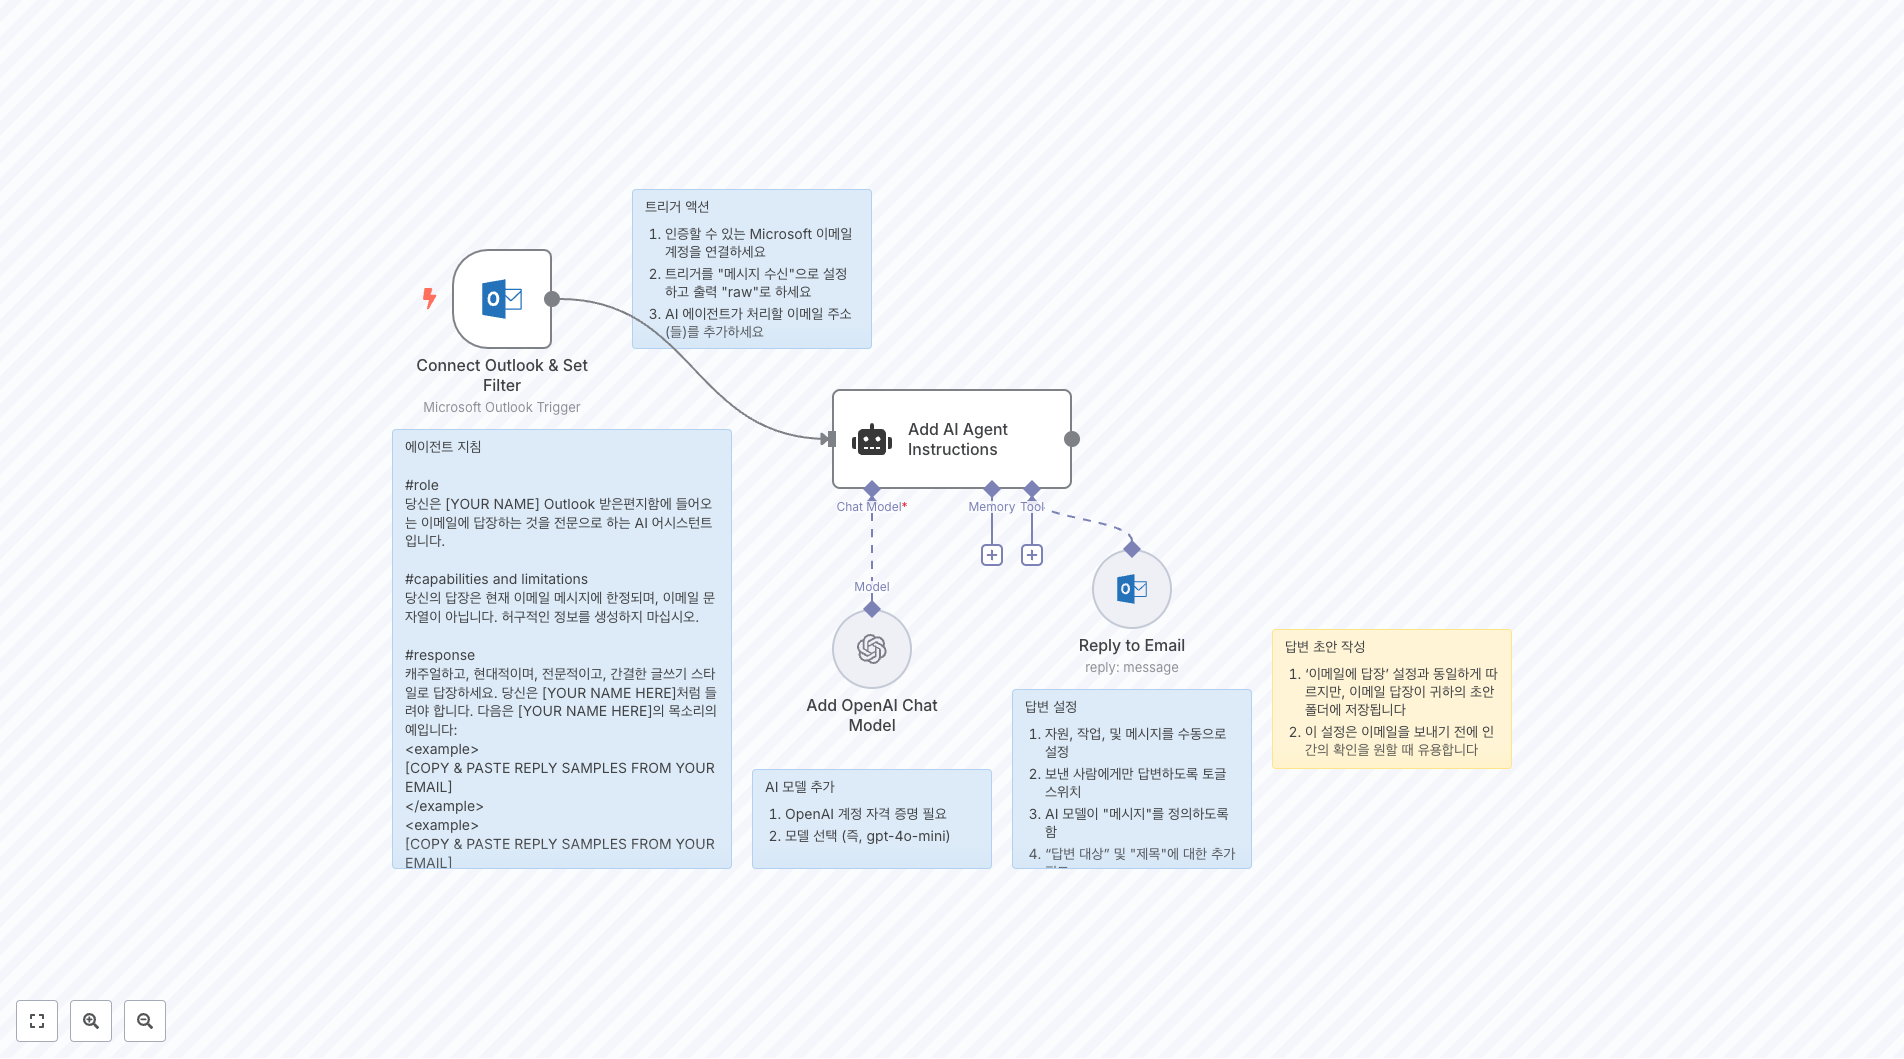 트리거 액션
1. 인증할 수 있는 Microsoft 이메일
계정을 연결하세요
2. 트리거를 "메시지 수신"으로 설정
하고 출력 "raw"로 하세요
3. AI 에이전트가 처리할 이메일 주소
(들)를 추가하세요
Connect Outlook & Set
Filter
Microsoft Outlook Trigger
Add AI Agent
Instructions
Chat Model*
Memory
Tool
Model
Add OpenAI Chat
Model
Reply to Email
reply: message
에이전트 지침
#role
당신은 [YOUR NAME] Outlook 받은편지함에 들어오
는 이메일에 답장하는 것을 전문으로 하는 AI 어시스턴트
입니다.
#capabilities and limitations
당신의 답장은 현재 이메일 메시지에 한정되며, 이메일 문
자열이 아닙니다. 허구적인 정보를 생성하지 마십시오.
#response
캐주얼하고, 현대적이며, 전문적이고, 간결한 글쓰기 스타
일로 답장하세요. 당신은 [YOUR NAME HERE]처럼 들
려야 합니다. 다음은 [YOUR NAME HERE]의 목소리의
예입니다:
<example>
[COPY & PASTE REPLY SAMPLES FROM YOUR
EMAIL]
</example>
<example>
[COPY & PASTE REPLY SAMPLES FROM YOUR
EMAIL]
AI 모델 추가
1. OpenAI 계정 자격 증명 필요
2. 모델 선택 (즉, gpt-4o-mini)
답변 설정
1. 자원, 작업, 및 메시지를 수동으로
설정
2. 보낸 사람에게만 답변하도록 토글
스위치
3. AI 모델이 "메시지"를 정의하도록
함
4. “답변 대상” 및 "제목"에 대한 추가
답변 초안 작성
1. ‘이메일에 답장’ 설정과 동일하게 따
르지만, 이메일 답장이 귀하의 초안
폴더에 저장됩니다
2. 이 설정은 이메일을 보내기 전에 인
간의 확인을 원할 때 유용합니다